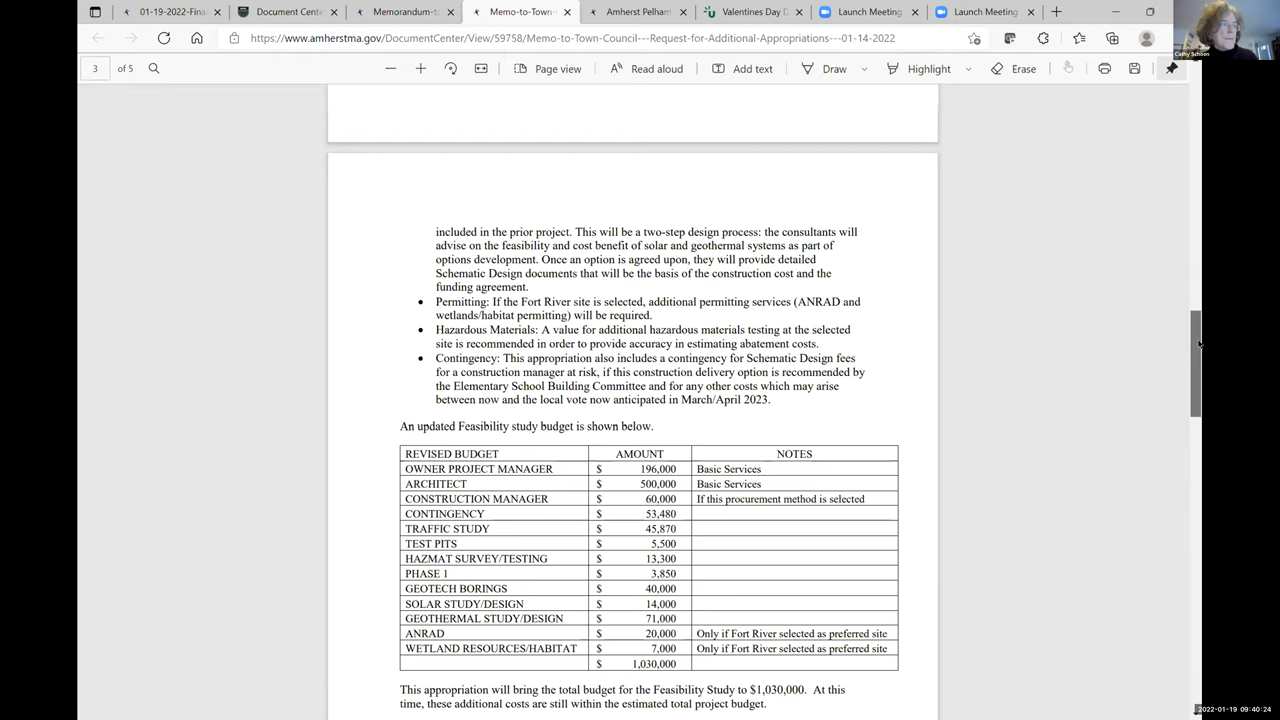 01-19-2022-Fina
Document Cente
Memorandum-to
Memo-to-Town-
Amherst Pelham
Valentines Day D
Launch Meeting
Launch Meeting
https://www.amherstma.gov/DocumentCenter/View/59758/Memo-to-Town-Council---Request-for-Additional-Appropriations---01-14-2022
Cathy Schoen
3 of 5
Page view
Read aloud
Add text
Draw
Highlight
Erase
included in the prior project. This will be a two-step design process: the consultants will
advise on the feasibility and cost benefit of solar and geothermal systems as part of
options development. Once an option is agreed upon, they will provide detailed
Schematic Design documents that will be the basis of the construction cost and the
funding agreement.
• Permitting: If the Fort River site is selected, additional permitting services (ANRAD and
wetlands/habitat permitting) will be required.
• Hazardous Materials: A value for additional hazardous materials testing at the selected
site is recommended in order to provide accuracy in estimating abatement costs.
• Contingency: This appropriation also includes a contingency for Schematic Design fees
for a construction manager at risk, if this construction delivery option is recommended by
the Elementary School Building Committee and for any other costs which may arise
between now and the local vote now anticipated in March/April 2023.
An updated Feasibility study budget is shown below.
REVISED BUDGET AMOUNT NOTES
OWNER PROJECT MANAGER $ 196,000 Basic Services
ARCHITECT $ 500,000 Basic Services
CONSTRUCTION MANAGER $ 60,000 If this procurement method is selected
CONTINGENCY $ 53,480
TRAFFIC STUDY $ 45,870
TEST PITS $ 5,500
HAZMAT SURVEY/TESTING $ 13,300
PHASE 1 $ 3,850
GEOTECH BORINGS $ 40,000
SOLAR STUDY/DESIGN $ 14,000
GEOTHERMAL STUDY/DESIGN $ 71,000
ANRAD $ 20,000 Only if Fort River selected as preferred site
WETLAND RESOURCES/HABITAT $ 7,000 Only if Fort River selected as preferred site
$ 1,030,000
This appropriation will bring the total budget for the Feasibility Study to $1,030,000. At this
time, these additional costs are still within the estimated total project budget.
2022-01-19 09:40:24